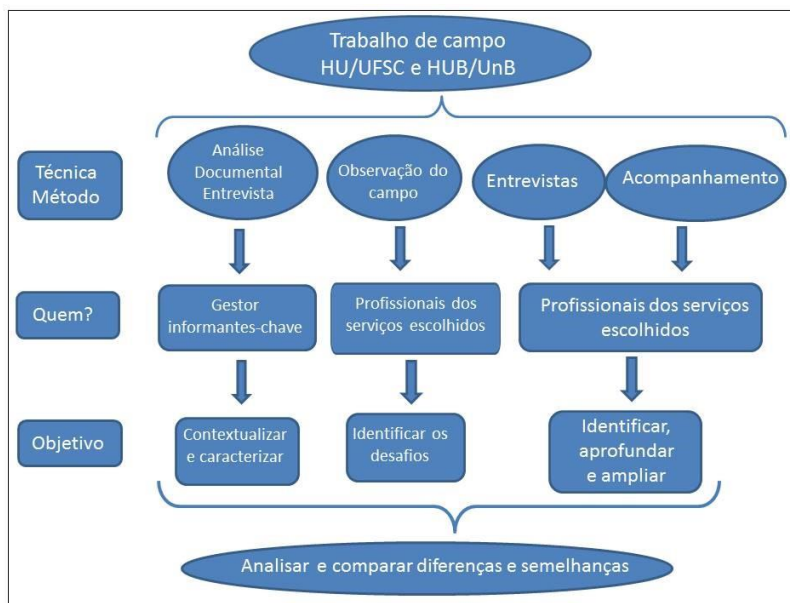 Trabalho de campo
HU/UFSC e HUB/UnB
Técnica
Método
Análise
Documental
Entrevista
Observação do
campo
Entrevistas
Acompanhamento
Quem?
Gestor
informantes-chave
Profissionais dos
serviços escolhidos
Profissionais dos serviços
escolhidos
Objetivo
Contextualizar
e caracterizar
Identificar os
desafios
Identificar,
aprofundar
e ampliar
Analisar e comparar diferenças e semelhanças